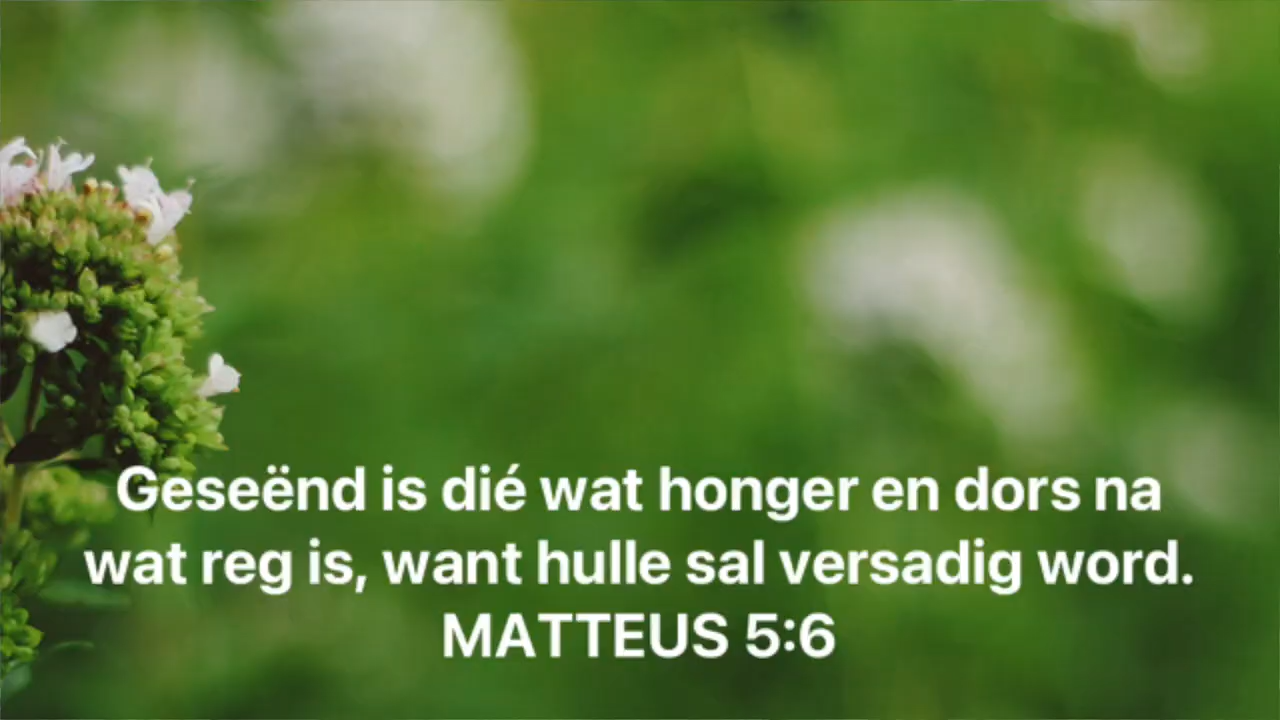 Geseënd is dié wat honger en dors na
wat reg is, want hulle sal versadig word.
MATTEUS 5:6